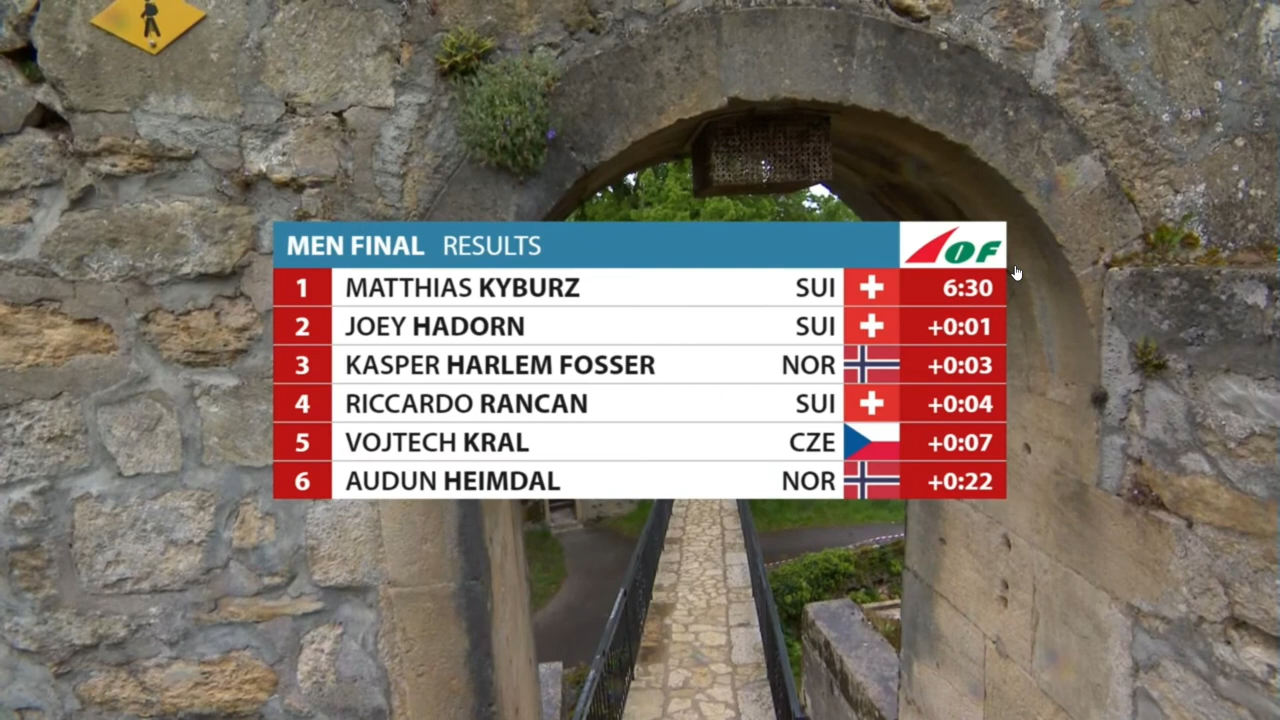 MEN FINAL RESULTS IOF
1 MATTHIAS KYBURZ SUI 6:30
2 JOEY HADORN SUI +0:01
3 KASPER HARLEM FOSSER NOR +0:03
4 RICCARDO RANCAN SUI +0:04
5 VOJTECH KRAL CZE +0:07
6 AUDUN HEIMDAL NOR +0:22